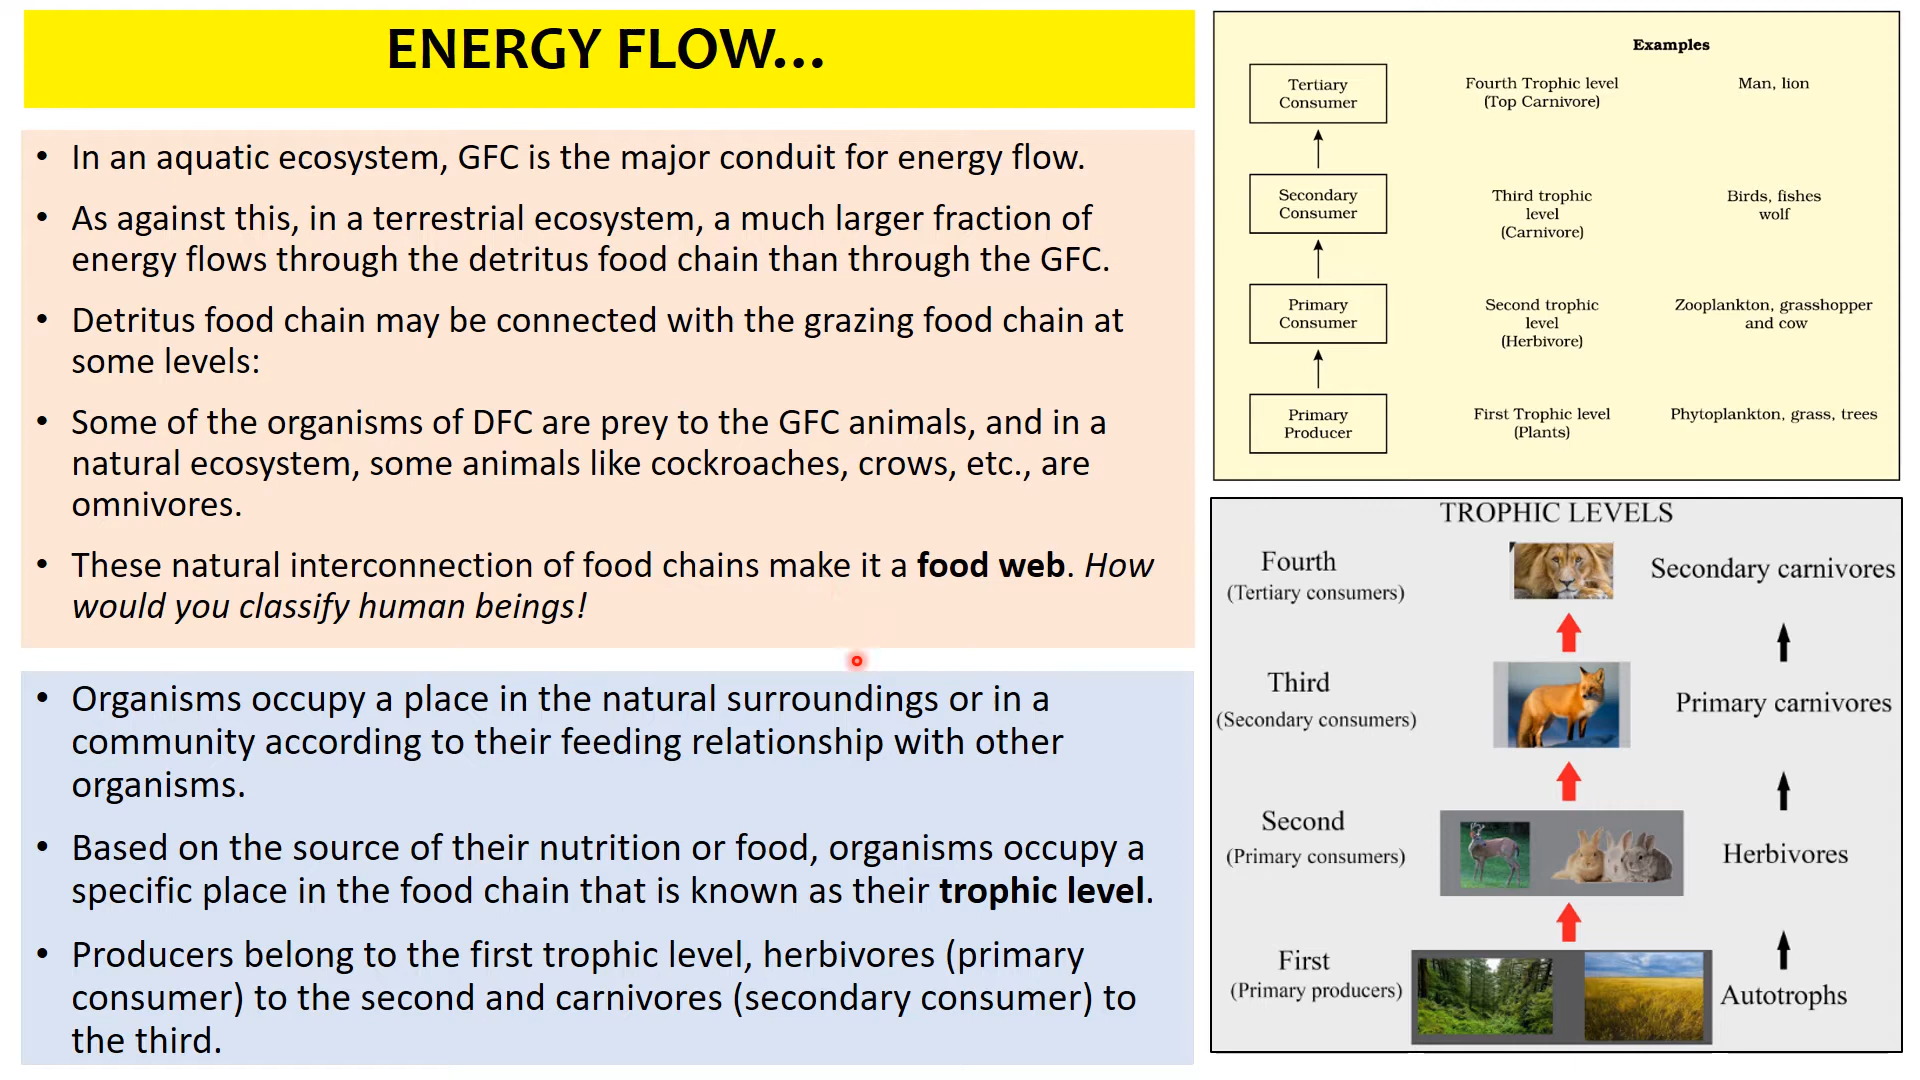 ENERGY FLOW...
• In an aquatic ecosystem, GFC is the major conduit for energy flow.
• As against this, in a terrestrial ecosystem, a much larger fraction of
energy flows through the detritus food chain than through the GFC.
• Detritus food chain may be connected with the grazing food chain at
some levels:
• Some of the organisms of DFC are prey to the GFC animals, and in a
natural ecosystem, some animals like cockroaches, crows, etc., are
omnivores.
• These natural interconnection of food chains make it a food web. How
would you classify human beings!
• Organisms occupy a place in the natural surroundings or in a
community according to their feeding relationship with other
organisms.
• Based on the source of their nutrition or food, organisms occupy a
specific place in the food chain that is known as their trophic level.
• Producers belong to the first trophic level, herbivores (primary
consumer) to the second and carnivores (secondary consumer) to
the third.
Examples
Tertiary
Consumer
Fourth Trophic level
(Top Carnivore)
Man, lion
Secondary
Consumer
Third trophic
level
(Carnivore)
Birds, fishes
wolf
Primary
Consumer
Second trophic
level
(Herbivore)
Zooplankton, grasshopper
and cow
Primary
Producer
First Trophic level
(Plants)
Phytoplankton, grass, trees
TROPHIC LEVELS
Fourth
(Tertiary consumers)
Secondary carnivores
Third
(Secondary consumers)
Primary carnivores
Second
(Primary consumers)
Herbivores
First
(Primary producers)
Autotrophs